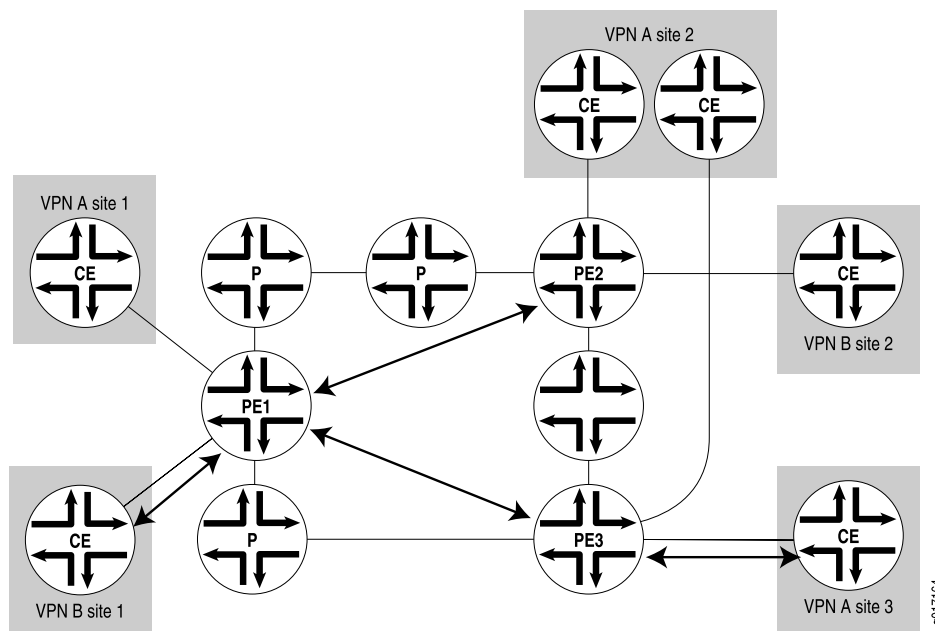 VPN A site 2
CE
CE
VPN A site 1
CE
P
P
PE2
CE
VPN B site 2
PE1
CE
VPN B site 1
P
PE3
CE
VPN A site 3